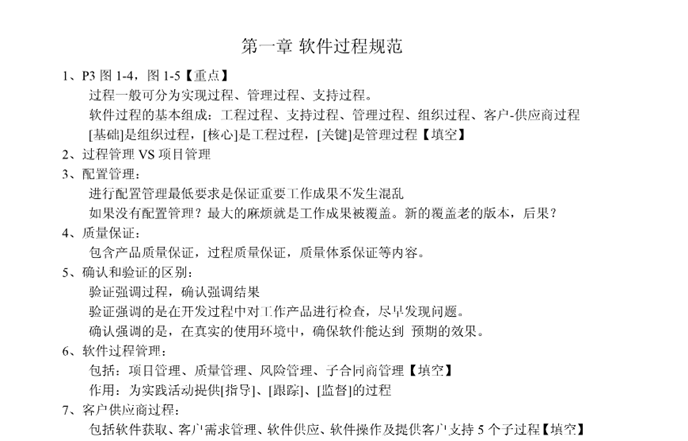 第一章 软件过程规范
1、P3 图 1-4，图 1-5【重点】
过程一般可分为实现过程、管理过程、支持过程。
软件过程的基本组成：工程过程、支持过程、管理过程、组织过程、客户-供应商过程
[基础]是组织过程，[核心]是工程过程，[关键]是管理过程【填空】
2、过程管理 VS 项目管理
3、配置管理：
进行配置管理最低要求是保证重要工作成果不发生混乱
如果没有配置管理？最大的麻烦就是工作成果被覆盖。新的覆盖老的版本，后果？
4、质量保证：
包含产品质量保证，过程质量保证，质量体系保证等内容。
5、确认和验证的区别：
验证强调过程，确认强调结果
验证强调的是在开发过程中对工作产品进行检查，尽早发现问题。
确认强调的是，在真实的使用环境中，确保软件能达到 预期的效果。
6、软件过程管理：
包括：项目管理、质量管理、风险管理、子合同商管理【填空】
作用：为实践活动提供[指导]、[跟踪]、[监督]的过程
7、客户供应商过程：
包括软件获取、客户需求管理、软件供应、软件操作及提供客户支持 5 个子过程【填空】